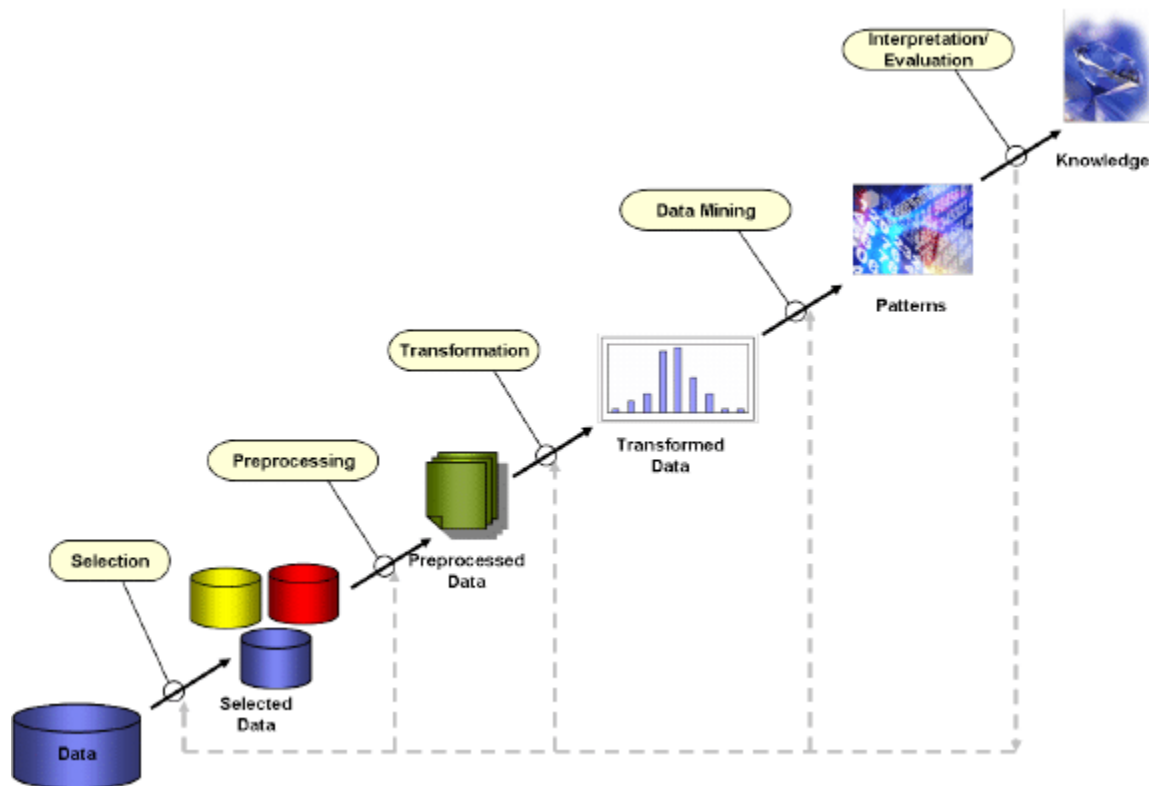 Interpretation/
Evaluation
Knowledge
Data Mining
Patterns
Transformation
Transformed
Data
Preprocessing
Preprocessed
Data
Selection
Selected
Data
Data